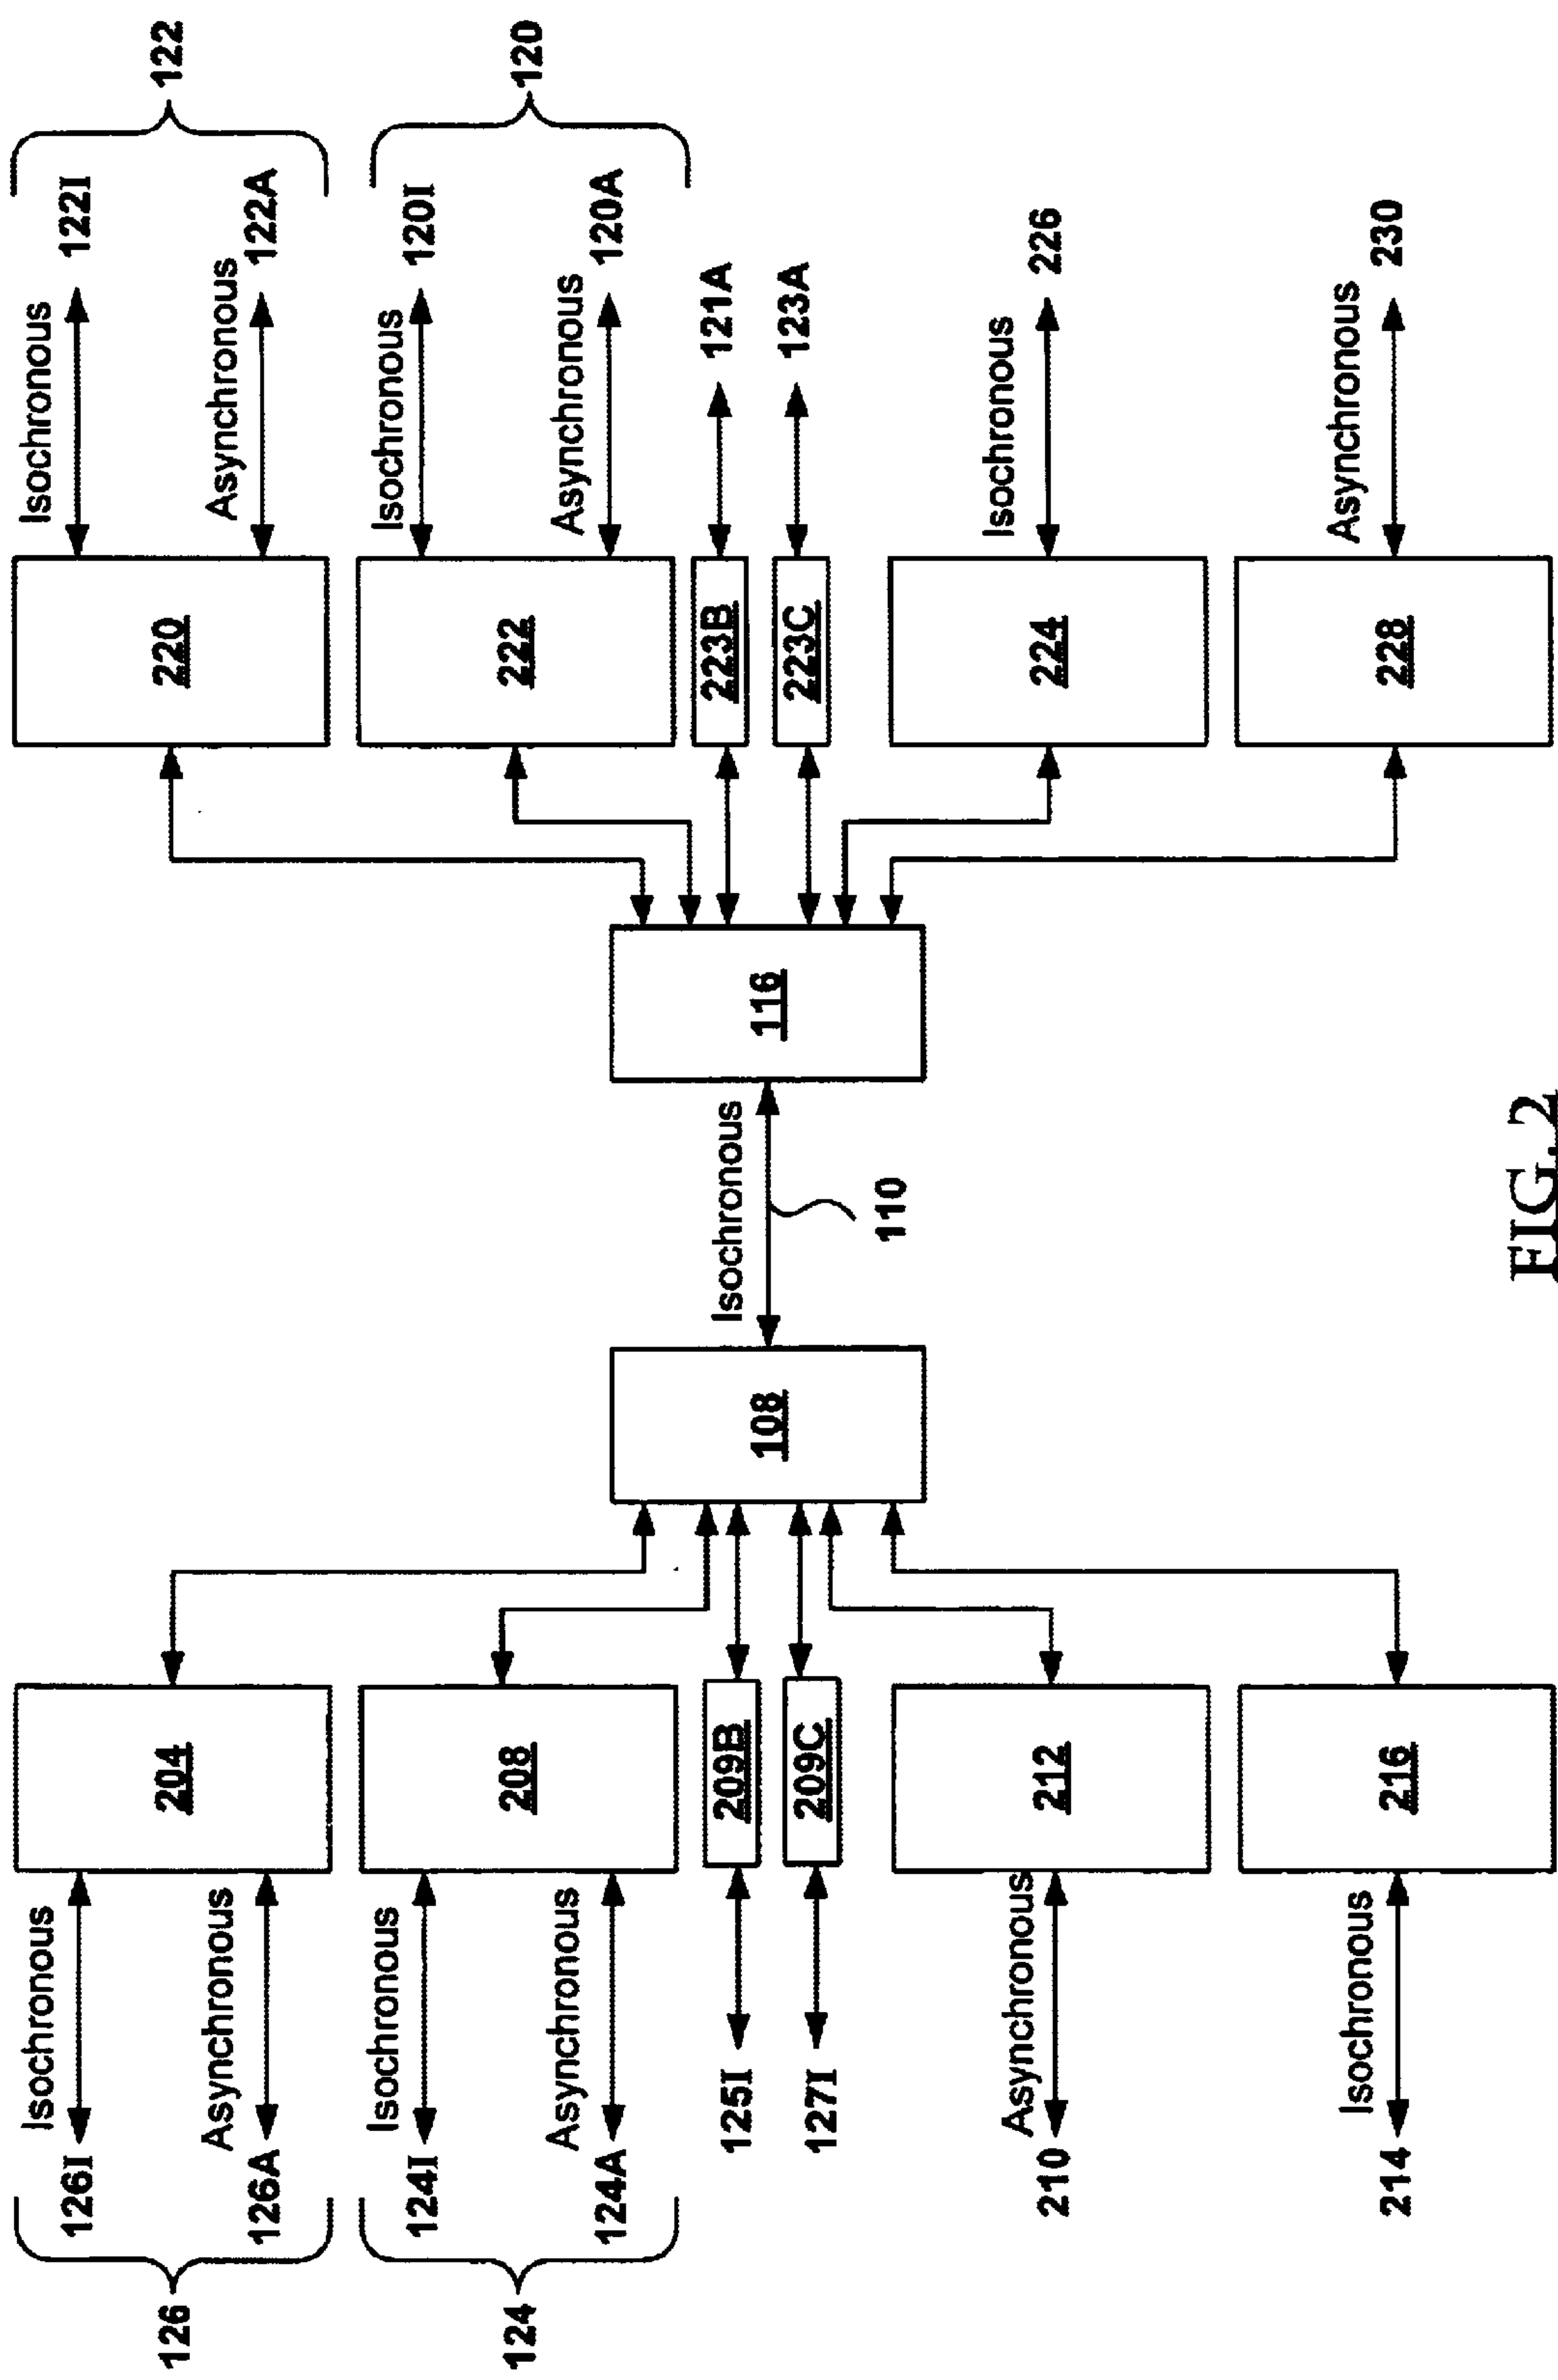 126
126I
Isochronous
126A
Asynchronous
204
220
Isochronous
122I
Asynchronous
122A
122
124
124I
Isochronous
124A
Asynchronous
208
222
Isochronous
120I
Asynchronous
120A
120
125I
209B
223B
121A
127I
209C
223C
123A
108
Isochronous
110
116
210
Asynchronous
212
224
Isochronous
226
214
Isochronous
216
228
Asynchronous
230
FIG. 2